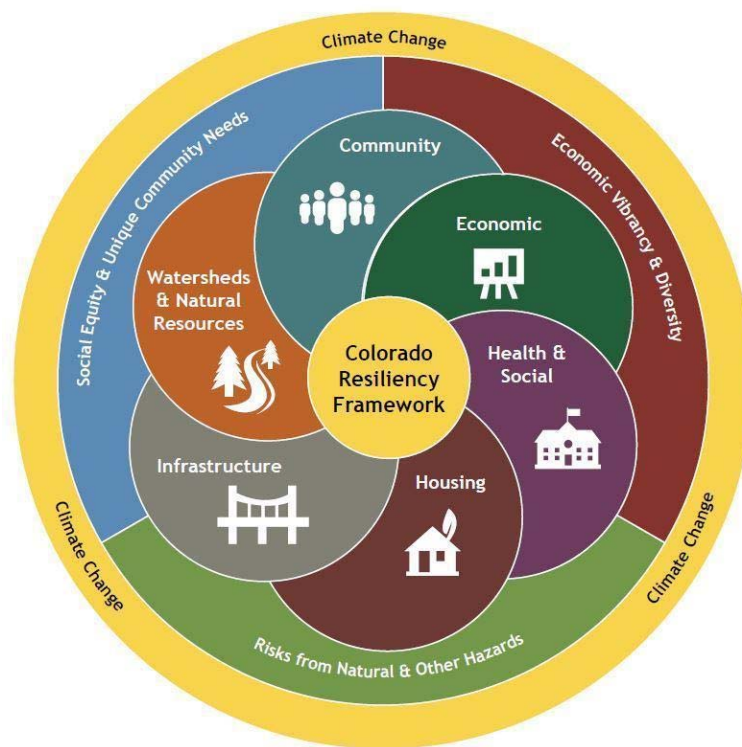 Climate Change
Social Equity & Unique Community Needs
Economic Vibrancy & Diversity
Community
Economic
Watersheds
& Natural
Resources
Colorado
Resiliency
Framework
Health &
Social
Infrastructure
Housing
Climate Change
Climate Change
Risks from Natural & Other Hazards